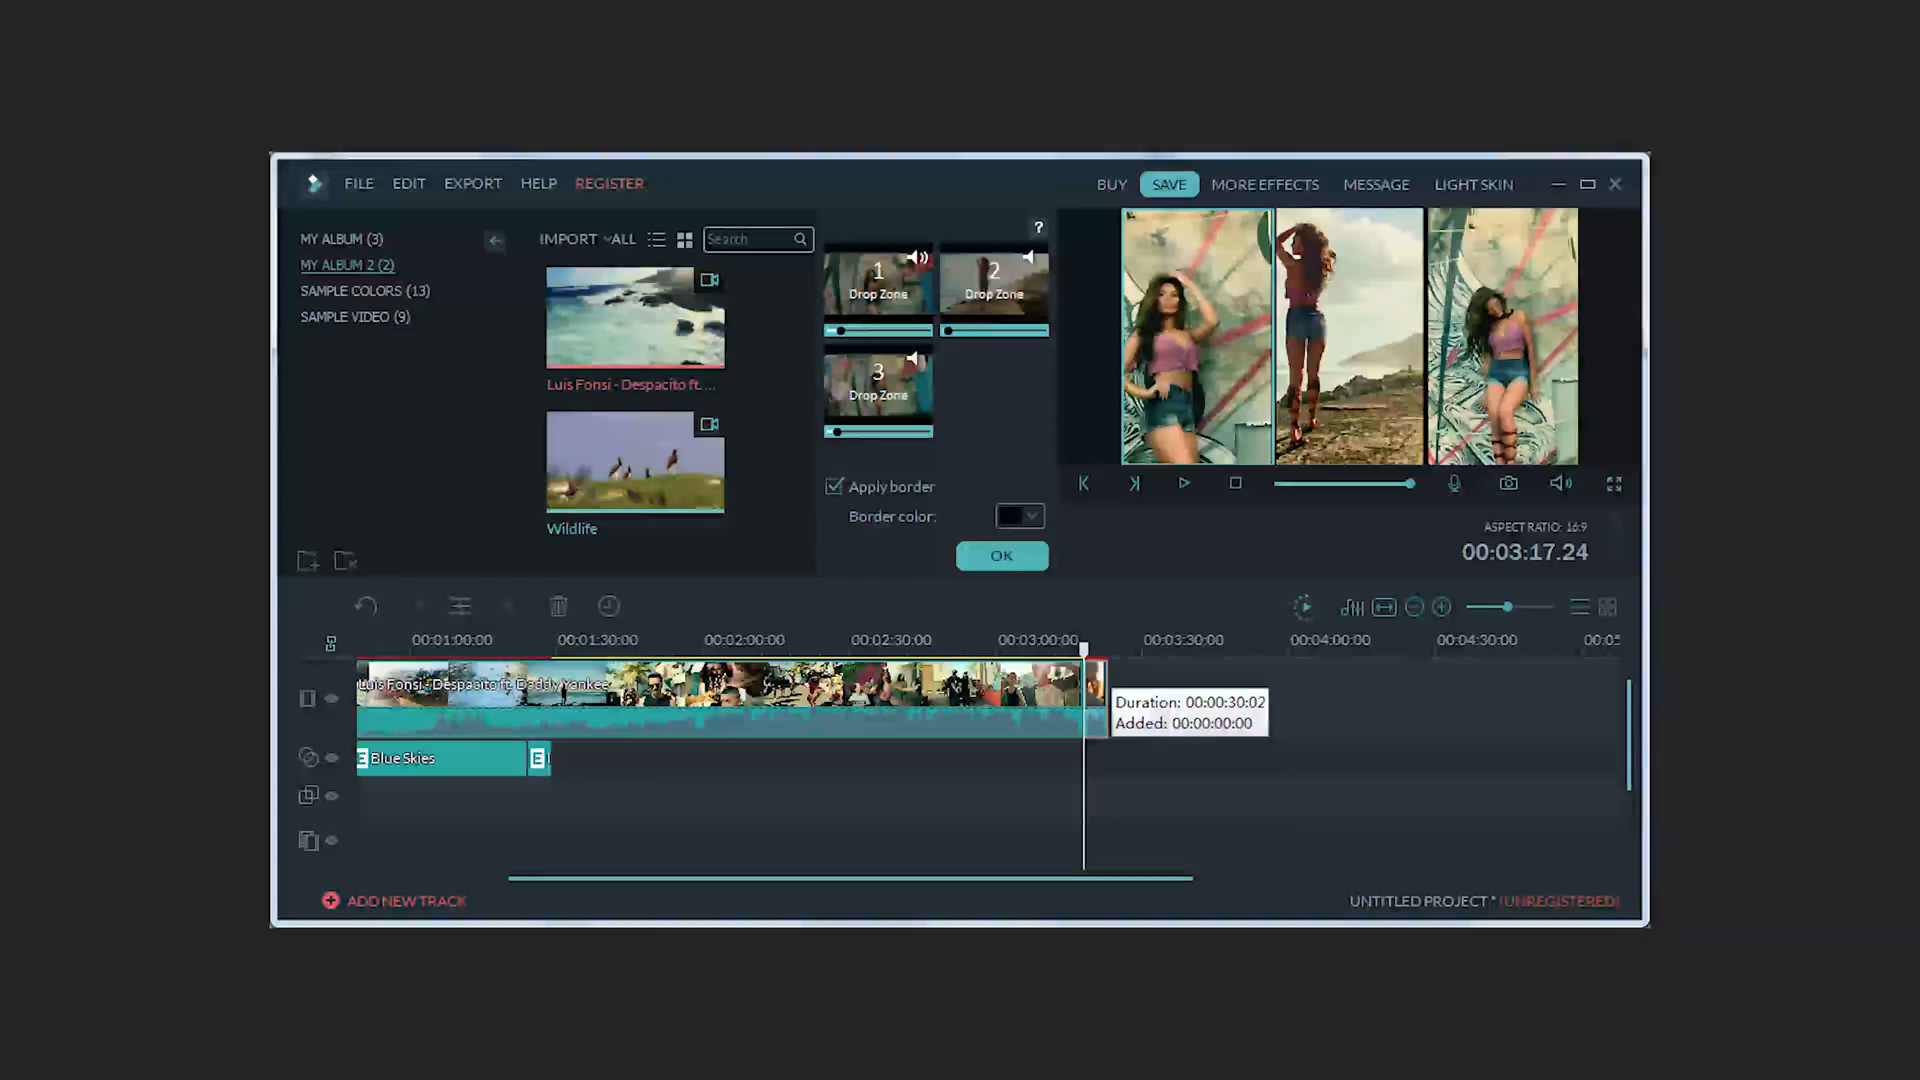 FILE EDIT EXPORT HELP REGISTER
BUY SAVE MORE EFFECTS MESSAGE LIGHT SKIN
MY ALBUM (3)
MY ALBUM 2 (2)
SAMPLE COLORS (13)
SAMPLE VIDEO (9)
IMPORT ALL Search
Luis Fonsi - Despacito ft. ...
Wildlife
?
1
Drop Zone
2
Drop Zone
3
Drop Zone
Apply border
Border color:
OK
ASPECT RATIO: 16:9
00:03:17.24
00:01:00:00 00:01:30:00 00:02:00:00 00:02:30:00 00:03:00:00 00:03:30:00 00:04:00:00 00:04:30:00 00:05
Luis Fonsi - Despacito ft. Daddy Yankee
Duration: 00:00:30:02
Added: 00:00:00:00
E Blue Skies E
ADD NEW TRACK
UNTITLED PROJECT * (UNREGISTERED)